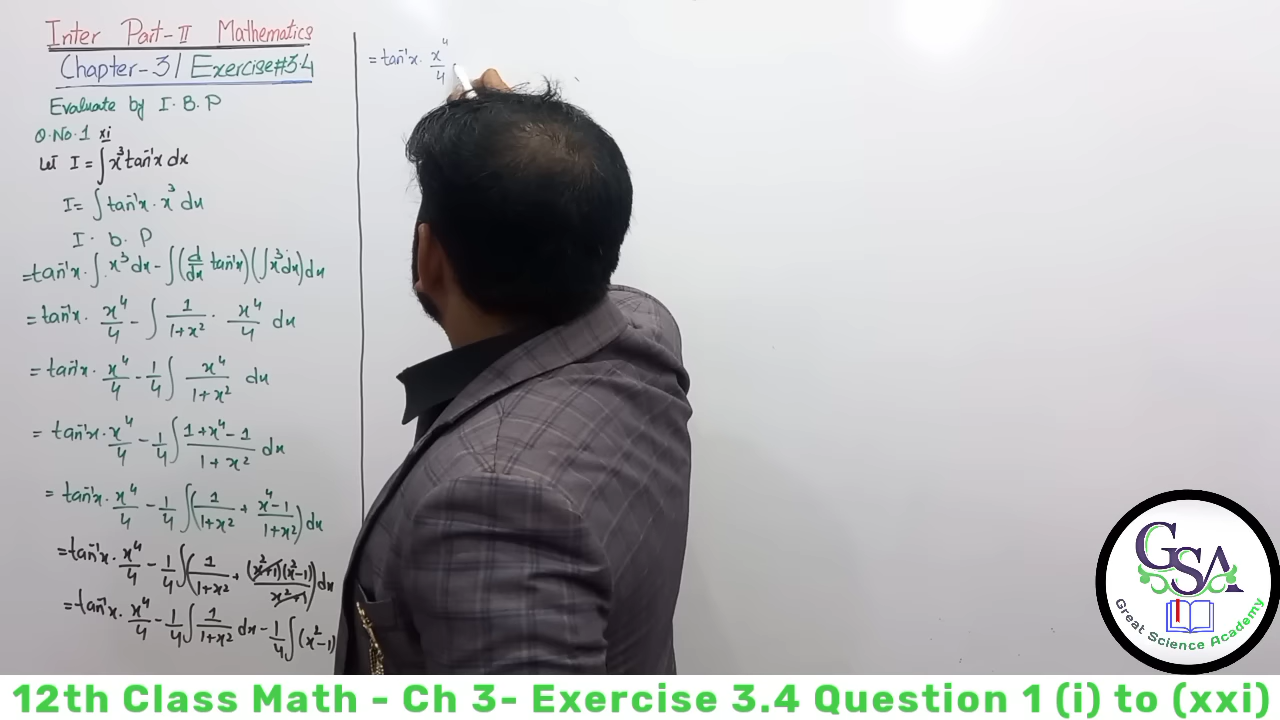 Inter Part-II Mathematics
Chapter-3/Exercise#3.4
Evaluate by I.B.P
Q.No.1 xi
Let I = ∫x³tan⁻¹x dx
I = ∫tan⁻¹x · x³ dx
I. b. P
= tan⁻¹x · ∫x³dx - ∫(d/dx tan⁻¹x)(∫x³dx)dx
= tan⁻¹x · x⁴/4 - ∫ 1/(1+x²) · x⁴/4 dx
= tan⁻¹x · x⁴/4 - 1/4 ∫ x⁴/(1+x²) dx
= tan⁻¹x · x⁴/4 - 1/4 ∫ (1+x⁴-1)/(1+x²) dx
= tan⁻¹x · x⁴/4 - 1/4 ∫(1/(1+x²) + (x⁴-1)/(1+x²))dx
= tan⁻¹x · x⁴/4 - 1/4 ∫(1/(1+x²) + (x²+1)(x²-1)/(x²+1))dx
= tan⁻¹x · x⁴/4 - 1/4 ∫ 1/(1+x²) dx - 1/4 ∫(x²-1)
= tan⁻¹x · x⁴/4
GSA
Great Science Academy
12th Class Math - Ch 3- Exercise 3.4 Question 1 (i) to (xxi)